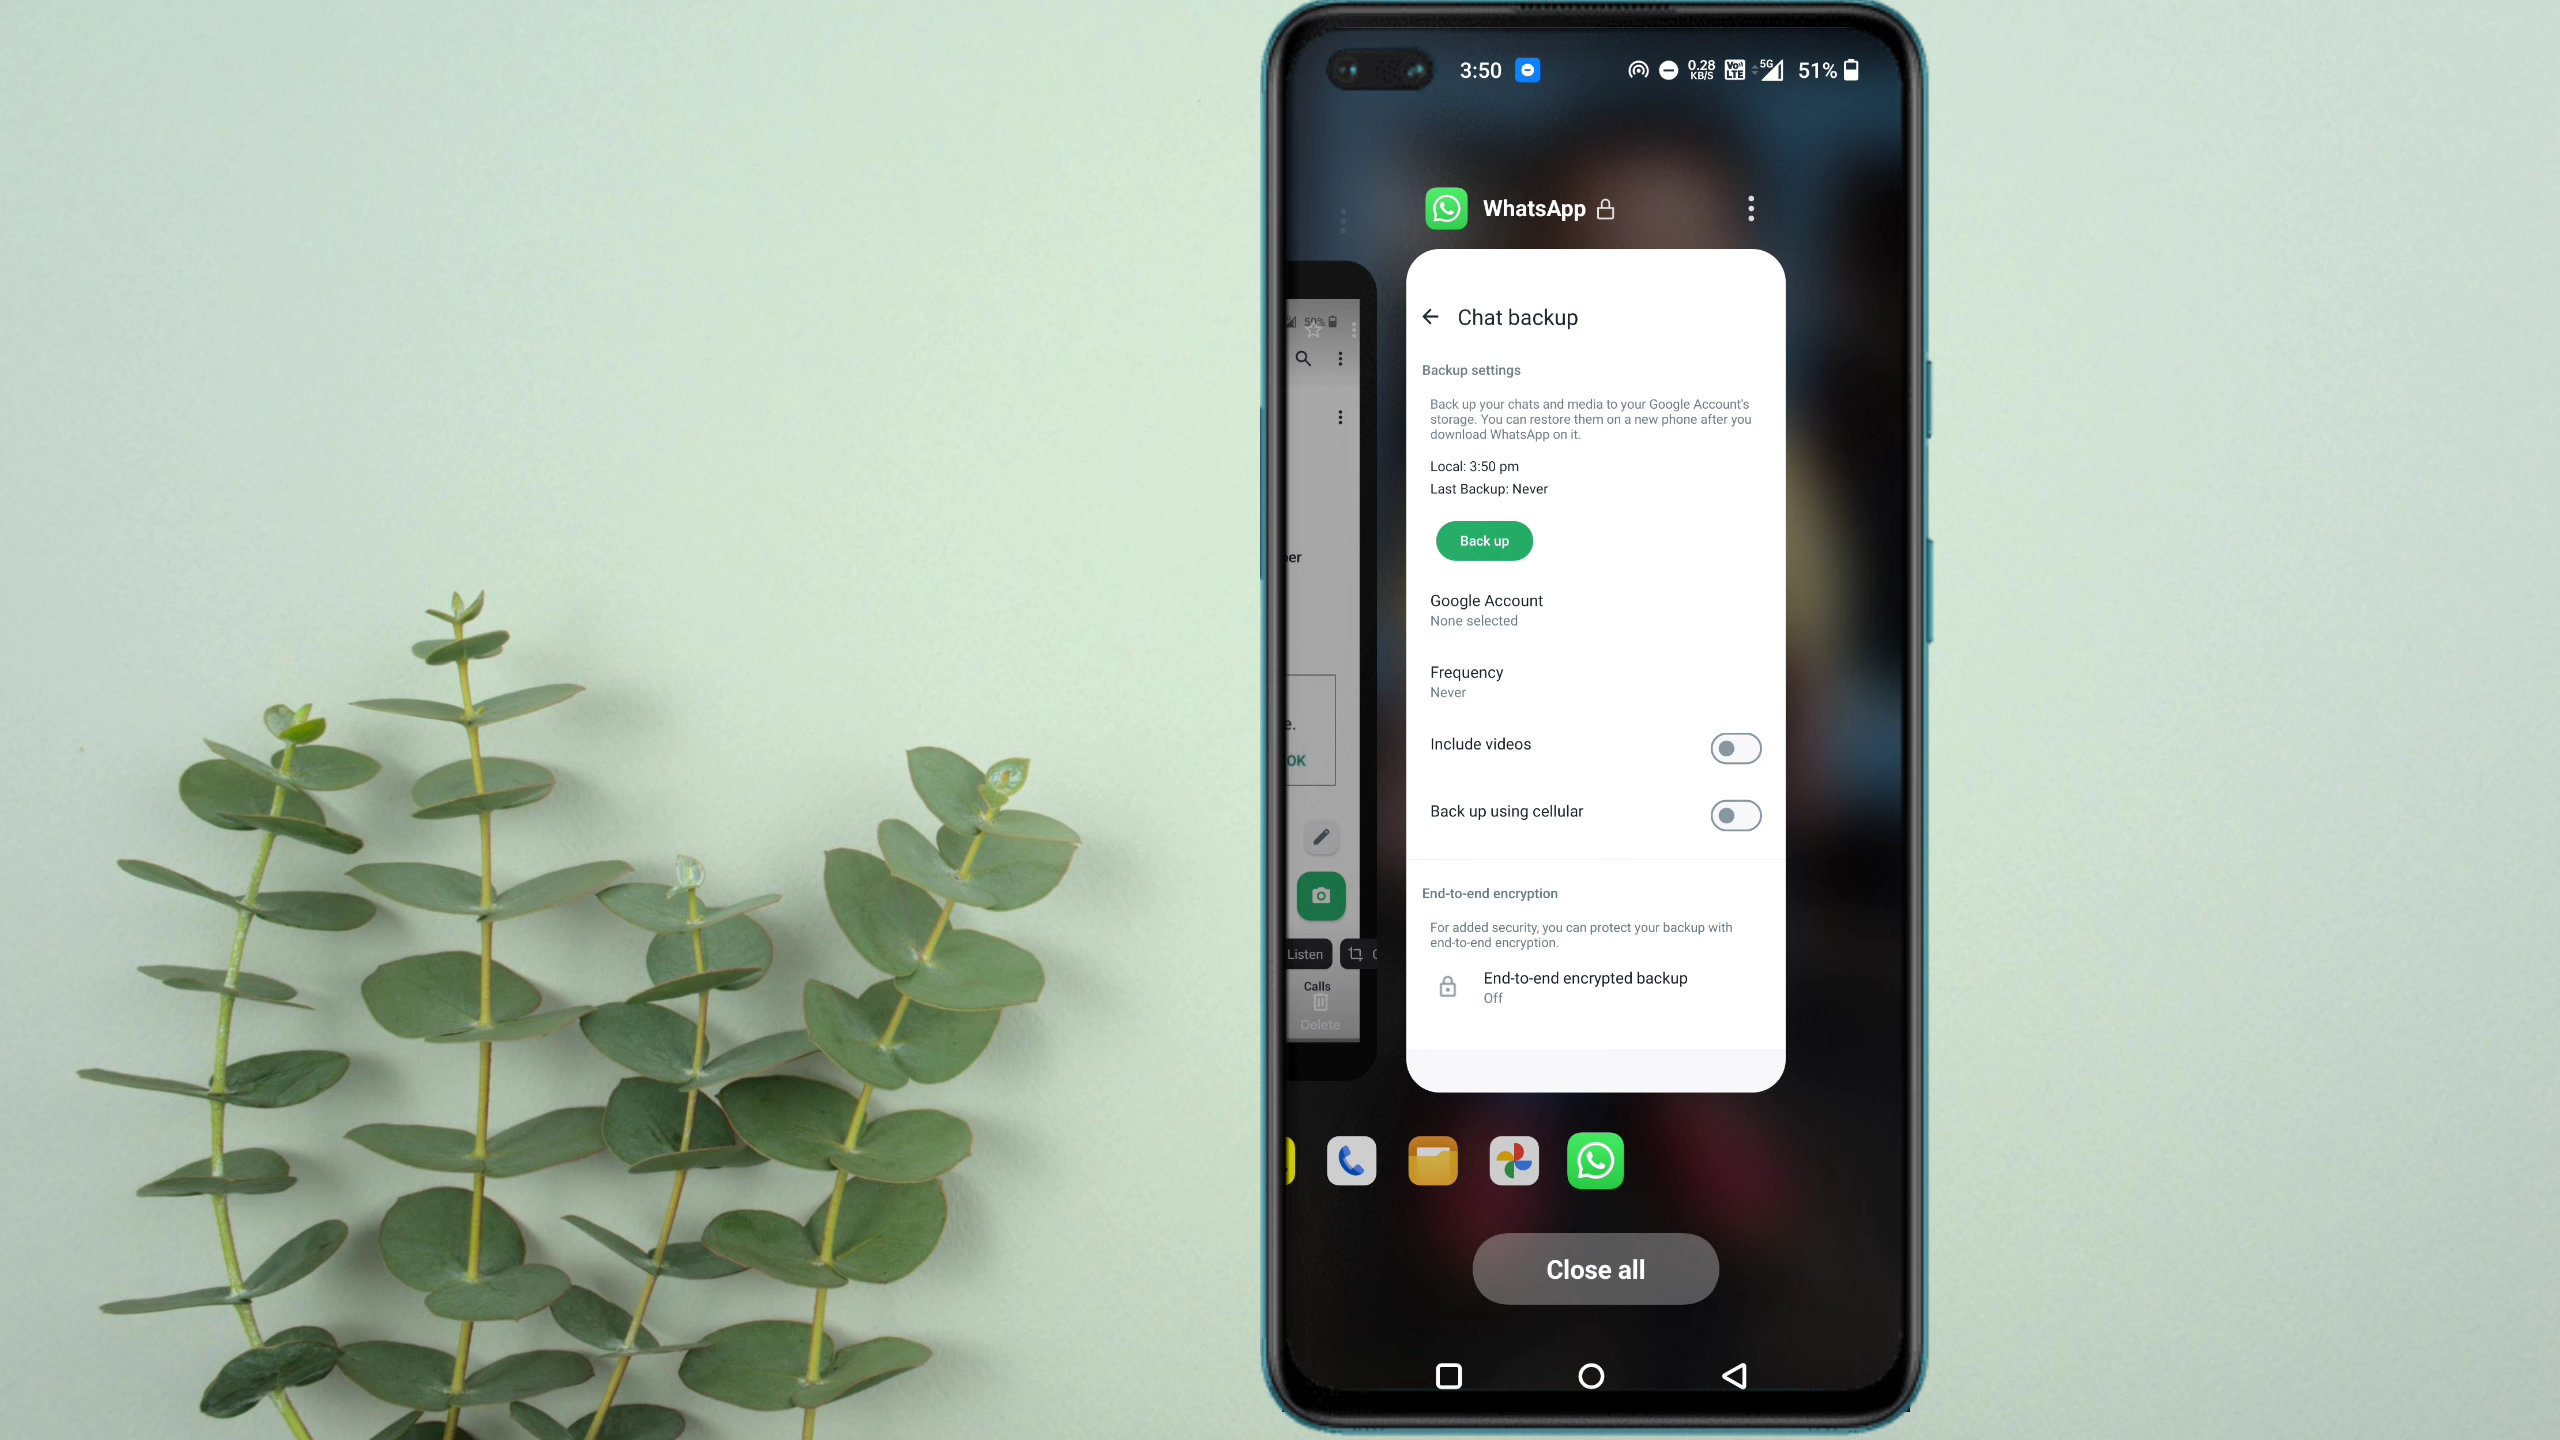 3:50
0.28
KB/S
Vo
LTE
5G
51%
WhatsApp
50%
OK
Listen
Calls
Delete
Chat backup
Backup settings
Back up your chats and media to your Google Account's
storage. You can restore them on a new phone after you
download WhatsApp on it.
Local: 3:50 pm
Last Backup: Never
Back up
Google Account
None selected
Frequency
Never
Include videos
Back up using cellular
End-to-end encryption
For added security, you can protect your backup with
end-to-end encryption.
End-to-end encrypted backup
Off
Close all